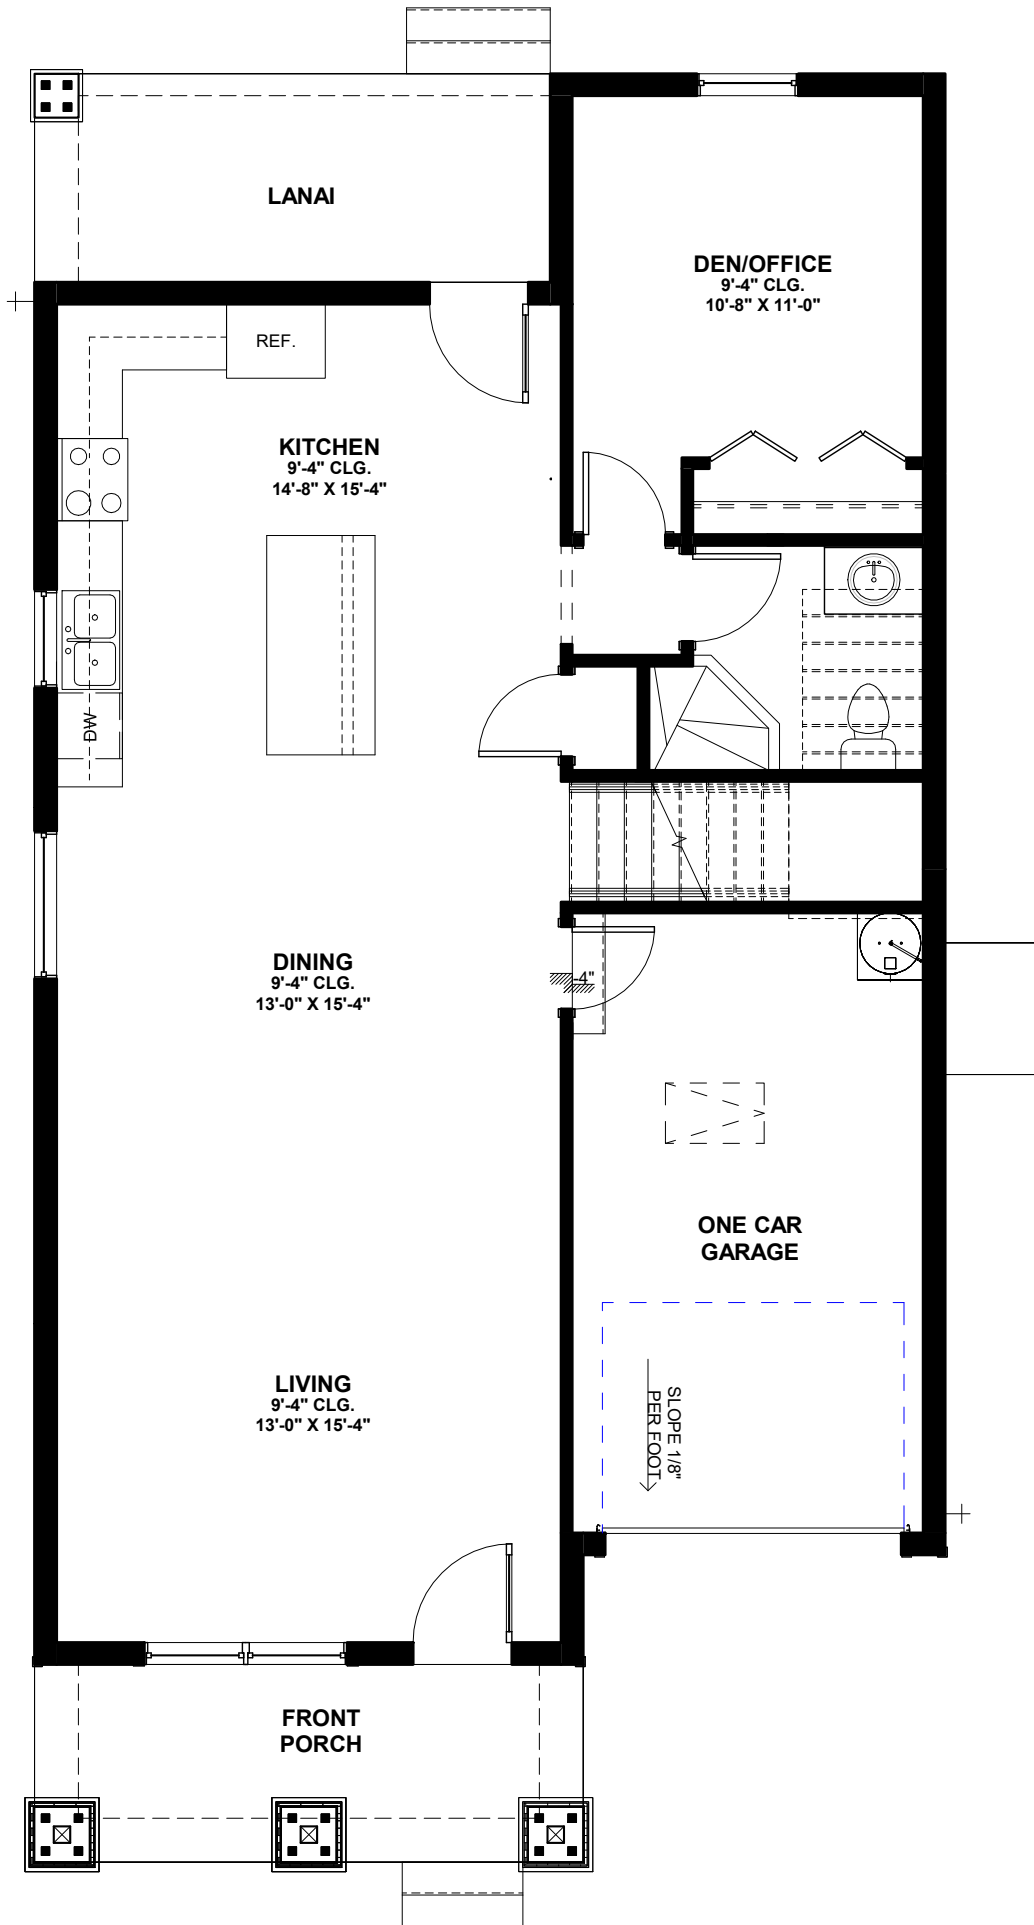 LANAI
DEN/OFFICE
9'-4" CLG.
10'-8" X 11'-0"
REF.
KITCHEN
9'-4" CLG.
14'-8" X 15'-4"
DW
DINING
9'-4" CLG.
13'-0" X 15'-4"
-4"
ONE CAR
GARAGE
LIVING
9'-4" CLG.
13'-0" X 15'-4"
SLOPE 1/8"
PER FOOT
FRONT
PORCH